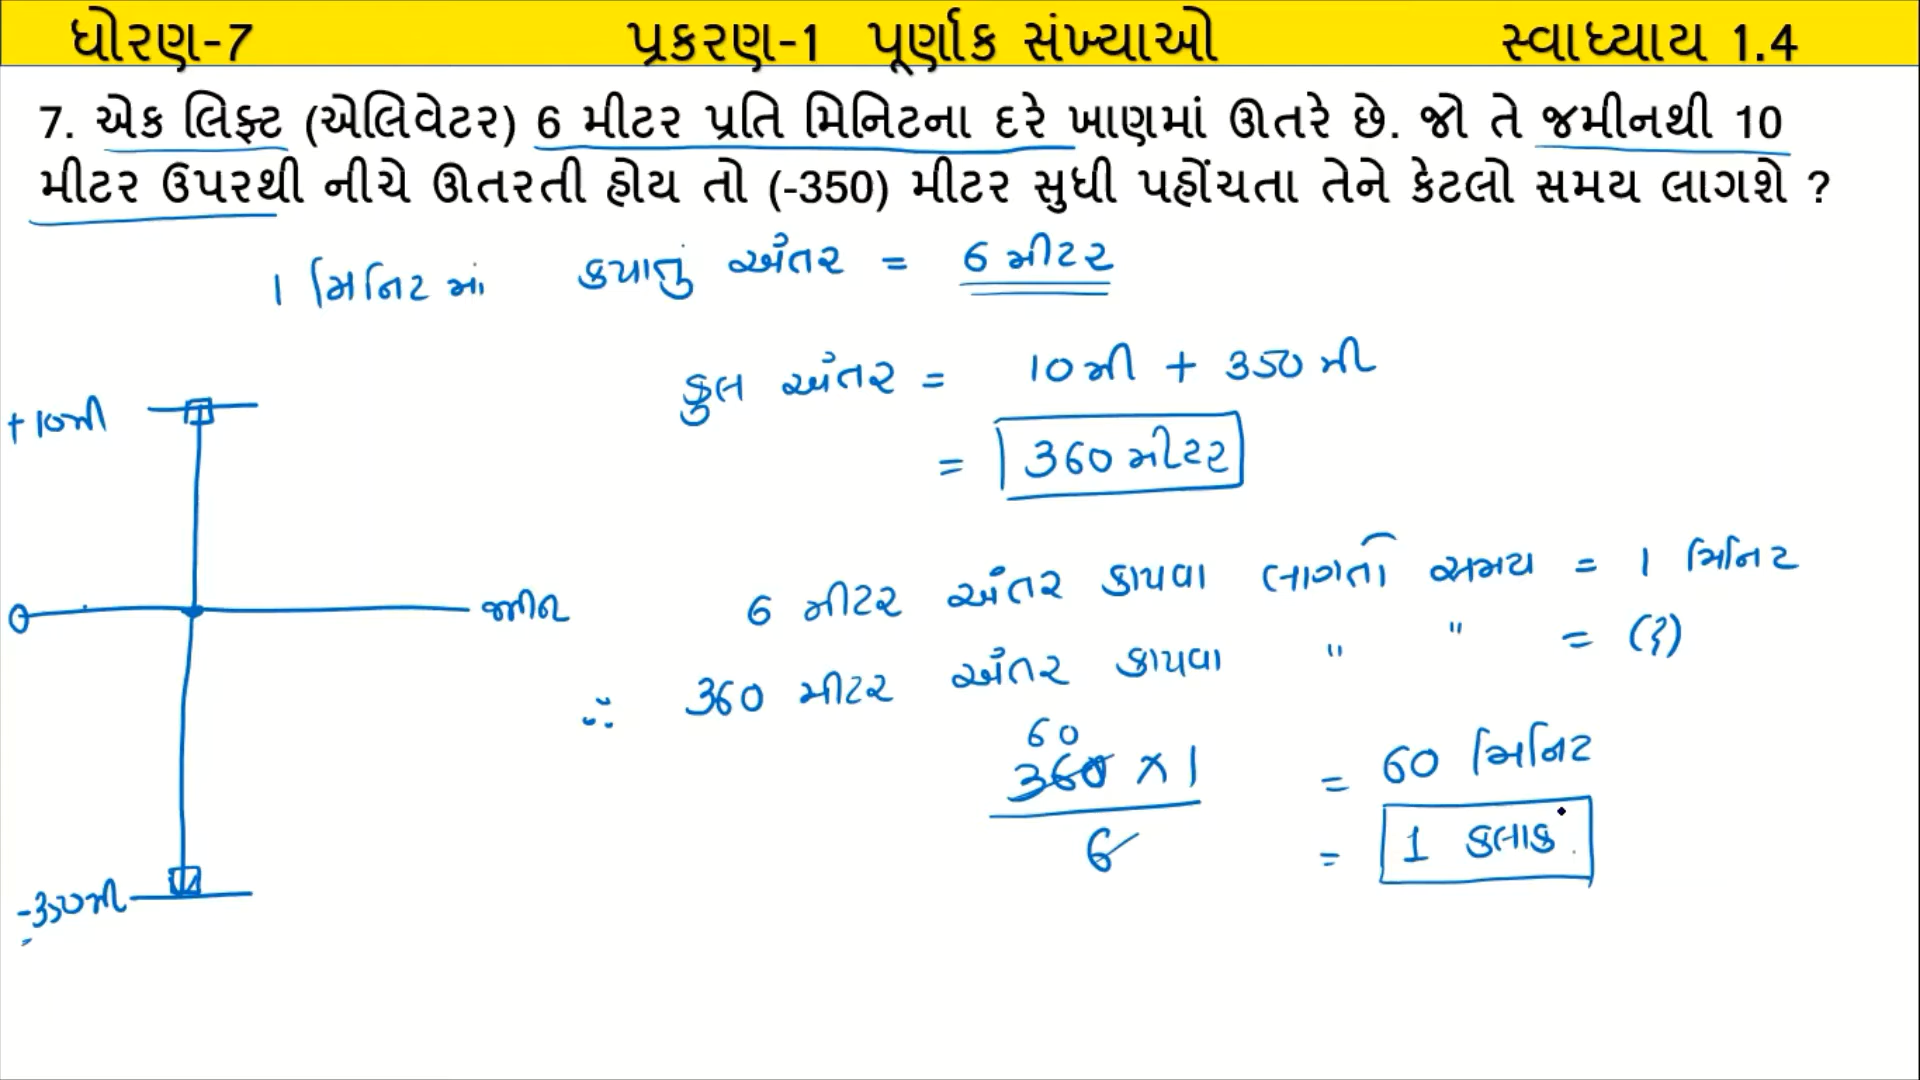 ધોરણ-7 પ્રકરણ-1 પૂર્ણાંક સંખ્યાઓ સ્વાધ્યાય 1.4
7. એક લિફ્ટ (એલિવેટર) 6 મીટર પ્રતિ મિનિટના દરે ખાણમાં ઊતરે છે. જો તે જમીનથી 10
મીટર ઉપરથી નીચે ઊતરતી હોય તો (-350) મીટર સુધી પહોંચતા તેને કેટલો સમય લાગશે ?
1 મિનિટ માં કપાતું અંતર = 6 મીટર
કુલ અંતર = 10 મી + 350 મી
= 360 મીટર
+10મી
0 જમીન
-350મી
6 મીટર અંતર કાપવા લાગતો સમય = 1 મિનિટ
∴ 360 મીટર અંતર કાપવા " " = (?)
60
360 × 1 = 60 મિનિટ
6 = 1 કલાક.